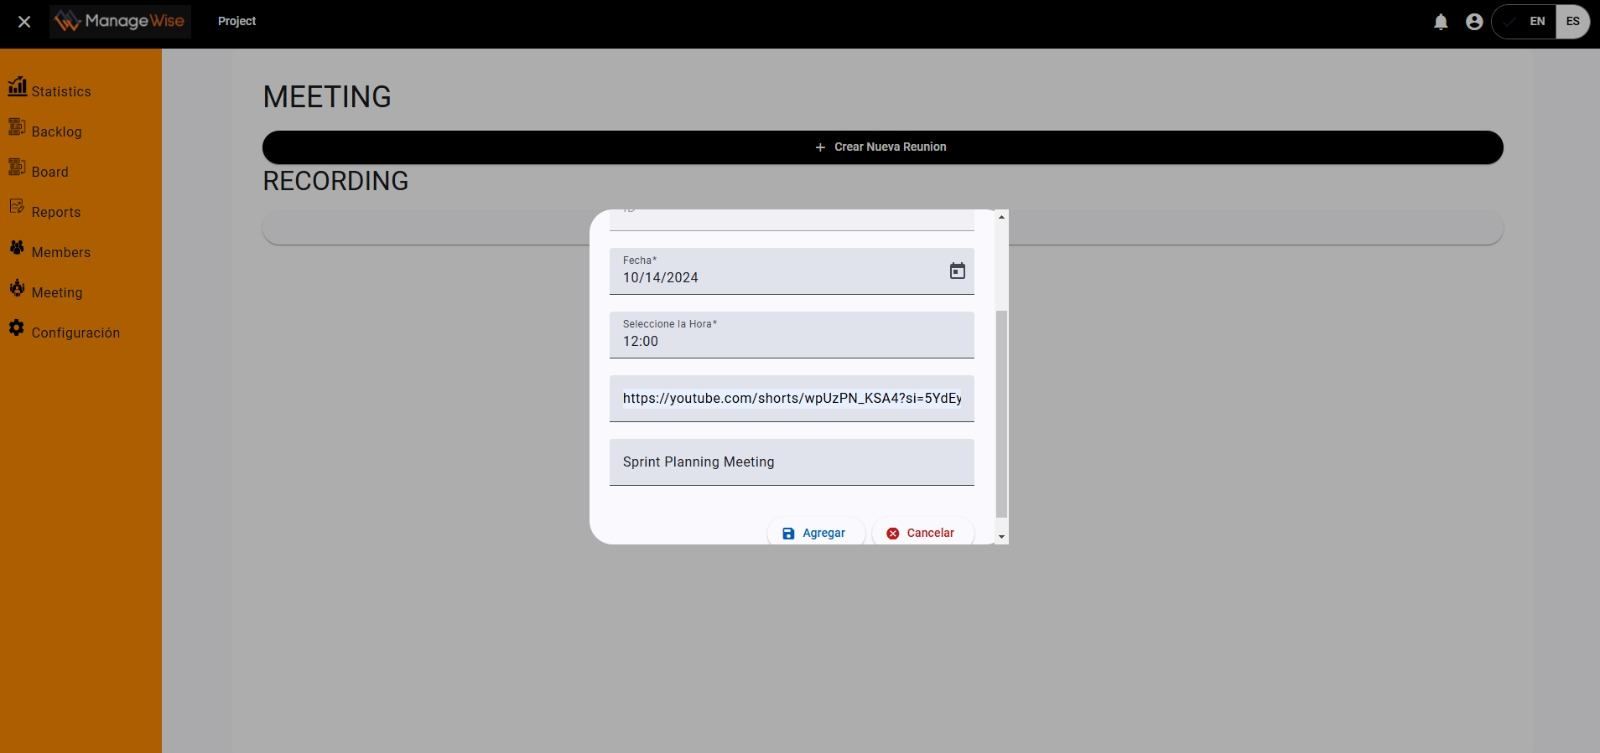 ManageWise
Project
EN
ES
Statistics
Backlog
Board
Reports
Members
Meeting
Configuración
MEETING
+ Crear Nueva Reunion
RECORDING
Fecha*
10/14/2024
Seleccione la Hora*
12:00
https://youtube.com/shorts/wpUzPN_KSA4?si=5YdEy
Sprint Planning Meeting
Agregar
Cancelar